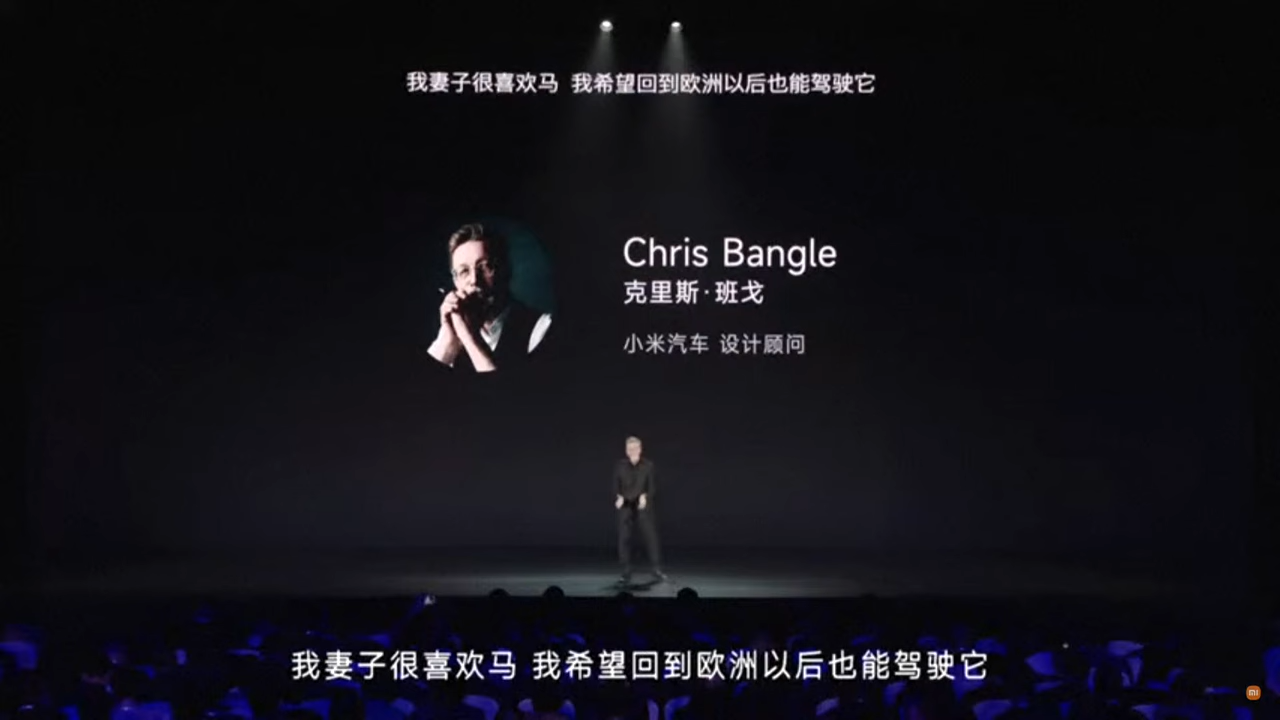 我妻子很喜欢马 我希望回到欧洲以后也能驾驶它
Chris Bangle
克里斯·班戈
小米汽车 设计顾问
我妻子很喜欢马 我希望回到欧洲以后也能驾驶它
mi